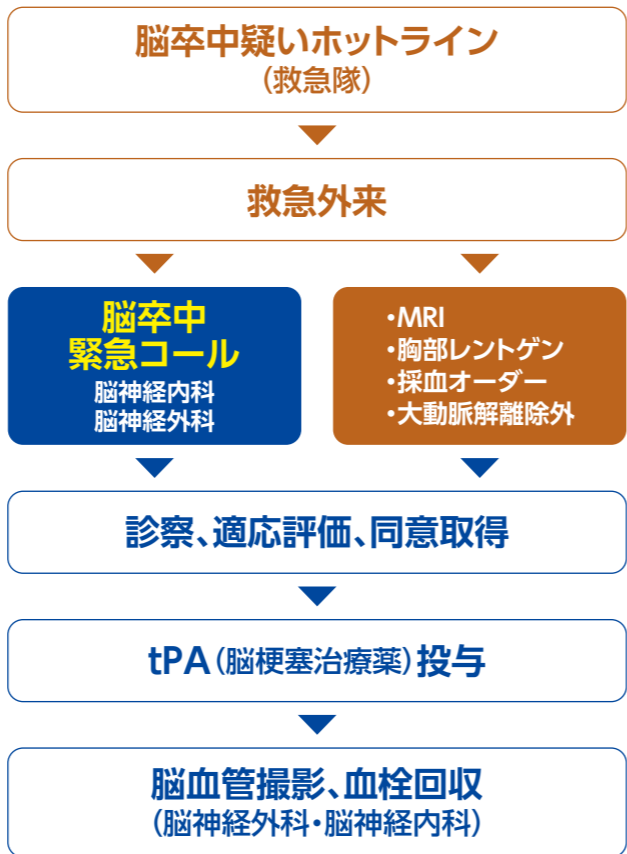 脳卒中疑いホットライン
(救急隊)
救急外来
脳卒中
緊急コール
脳神経内科
脳神経外科
・MRI
・胸部レントゲン
・採血オーダー
・大動脈解離除外
診察、適応評価、同意取得
tPA(脳梗塞治療薬)投与
脳血管撮影、血栓回収
(脳神経外科・脳神経内科)